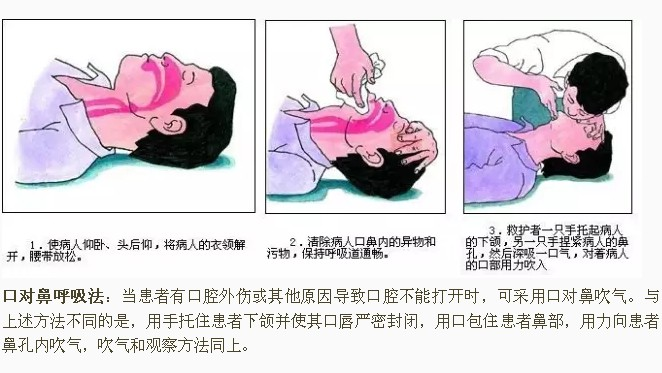 1．使病人仰卧、头后仰，将病人的衣领解
开，腰带放松。
2．清除病人口鼻内的异物和
污物，保持呼吸道通畅。
3．救护者一只手托起病人
的下颌，另一只手捏紧病人的鼻
孔，然后深吸一口气，对着病人
的口部用力吹入
口对鼻呼吸法：当患者有口腔外伤或其他原因导致口腔不能打开时，可采用口对鼻吹气。与
上述方法不同的是，用手托住患者下颌并使其口唇严密封闭，用口包住患者鼻部，用力向患者
鼻孔内吹气，吹气和观察方法同上。